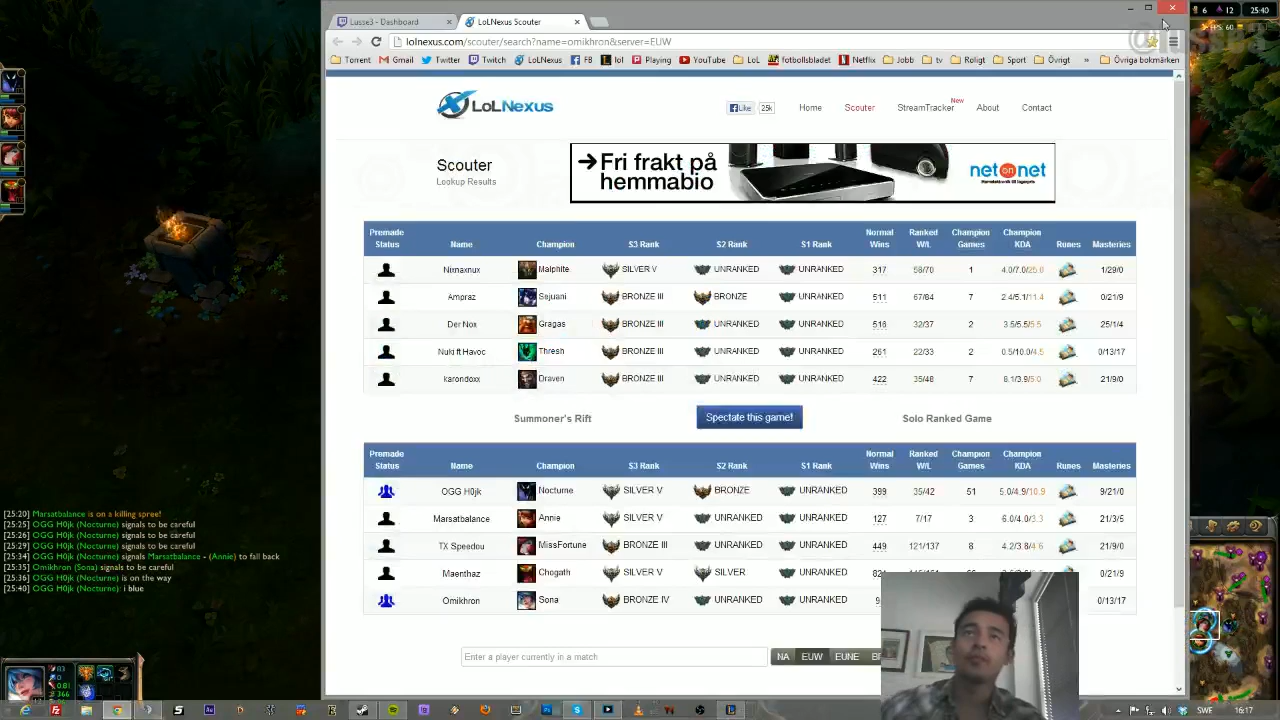 Lusse3 - Dashboard
LoLNexus Scouter
6 12 25:40
FPS: 60
lolnexus.com/scouter/search?name=omikhron&server=EUW
Torrent Gmail Twitter Twitch LoLNexus FB lol Playing YouTube LoL fotbollsbladet Netflix Jobb tv Roligt Sport Övrigt » Övriga bokmärken
LoLNexus
Like 25k
Home Scouter StreamTracker New About Contact
Scouter
Lookup Results
Fri frakt på
hemmabio
net on net
Premade Status Name Champion S3 Rank S2 Rank S1 Rank Normal Wins Ranked W/L Champion Games Champion KDA Runes Masteries
Nixnaxnux Malphite SILVER V UNRANKED UNRANKED 317 58/70 1 4.0/7.0/25.0 1/29/0
Ampraz Sejuani BRONZE III BRONZE UNRANKED 511 67/84 7 2.4/5.1/11.4 0/21/9
Der Nox Gragas BRONZE III UNRANKED UNRANKED 516 32/37 2 3.5/5.5/5.5 25/1/4
Nuki ft Havoc Thresh BRONZE III UNRANKED UNRANKED 261 22/33 2 0.5/10.0/4.5 0/13/17
karondoxx Draven BRONZE III UNRANKED UNRANKED 422 35/48 7 8.1/3.9/5.0 21/9/0
Summoner's Rift Spectate this game! Solo Ranked Game
Premade Status Name Champion S3 Rank S2 Rank S1 Rank Normal Wins Ranked W/L Champion Games Champion KDA Runes Masteries
OGG H0jk Nocturne SILVER V BRONZE UNRANKED 399 35/42 51 5.0/4.9/10.9 9/21/0
Marsatbalance Annie SILVER V UNRANKED UNRANKED 127 7/17 3 6.0/4.0/3.3 21/3/5
TX Speedou MissFortune BRONZE III UNRANKED UNRANKED 449 121/137 8 4.2/3.8/4.6 21/9/0
Maenthaz Chogath SILVER V SILVER UNRANKED 0/21/9
Omikhron Sona BRONZE IV UNRANKED UNRANKED 0/13/17
Enter a player currently in a match
NA EUW EUNE
[25:20] Marsatbalance is on a killing spree!
[25:25] OGG H0jk (Nocturne) signals to be careful
[25:26] OGG H0jk (Nocturne) signals to be careful
[25:29] OGG H0jk (Nocturne) signals to be careful
[25:34] OGG H0jk (Nocturne) signals Marsatbalance - (Annie) to fall back
[25:35] Omikhron (Sona) signals to be careful
[25:36] OGG H0jk (Nocturne) is on the way
[25:40] OGG H0jk (Nocturne): i blue
83
0
0.81
366
SWE 16:17